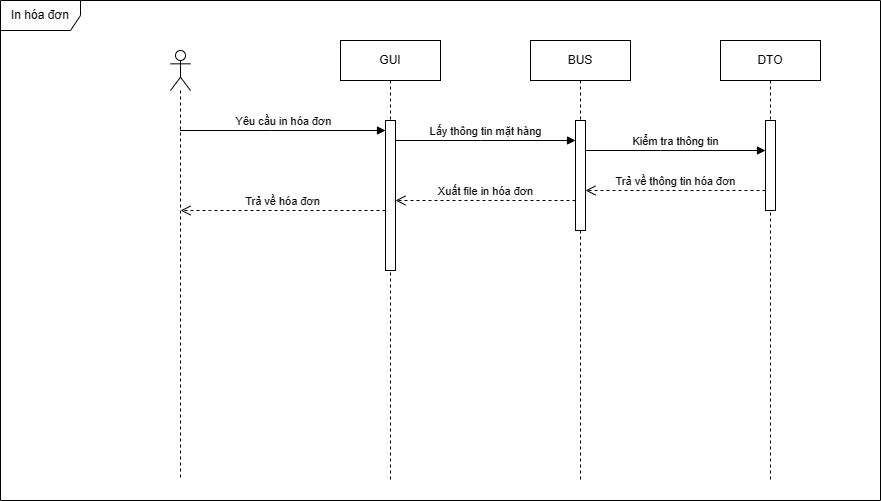 In hóa đơn
GUI
BUS
DTO
Yêu cầu in hóa đơn
Lấy thông tin mặt hàng
Kiểm tra thông tin
Trả về thông tin hóa đơn
Xuất file in hóa đơn
Trả về hóa đơn